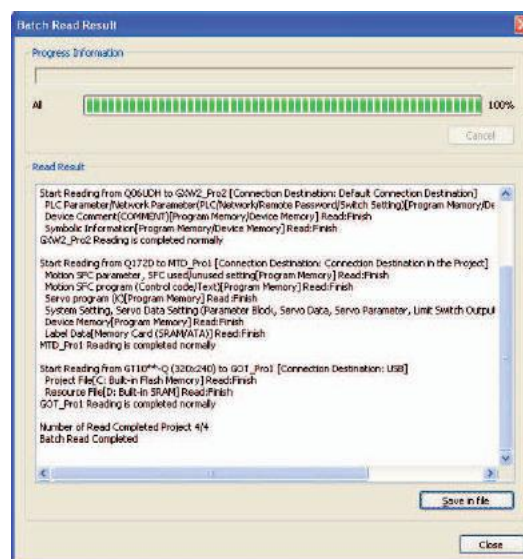 Batch Read Result
Progress Information
All
100%
Cancel
Read Result
Start Reading from Q06UDH to GXW2_Pro2 [Connection Destination: Default Connection Destination]
PLC Parameter/Network Parameter(PLC/Network/Remote Password/Switch Setting)[Program Memory/De
Device Comment(COMMENT)[Program Memory/Device Memory] Read:Finish
Symbolic Information[Program Memory/Device Memory] Read:Finish
GXW2_Pro2 Reading is completed normally
Start Reading from Q172D to MTD_Pro1 [Connection Destination: Connection Destination in the Project]
Motion SFC parameter, SFC used/unused setting[Program Memory] Read:Finish
Motion SFC program (Control code/Text)[Program Memory] Read:Finish
Servo program (K)[Program Memory] Read:Finish
System Setting, Servo Data Setting (Parameter Block, Servo Data, Servo Parameter, Limit Switch Output
Device Memory[Program Memory] Read:Finish
Label Data[Memory Card (SRAM/ATA)] Read:Finish
MTD_Pro1 Reading is completed normally
Start Reading from GT10**-Q (320x240) to GOT_Pro1 [Connection Destination: USB]
Project File[C: Built-in Flash Memory] Read:Finish
Resource File[D: Built-in SRAM] Read:Finish
GOT_Pro1 Reading is completed normally
Number of Read Completed Project 4/4
Batch Read Completed
Save in file
Close